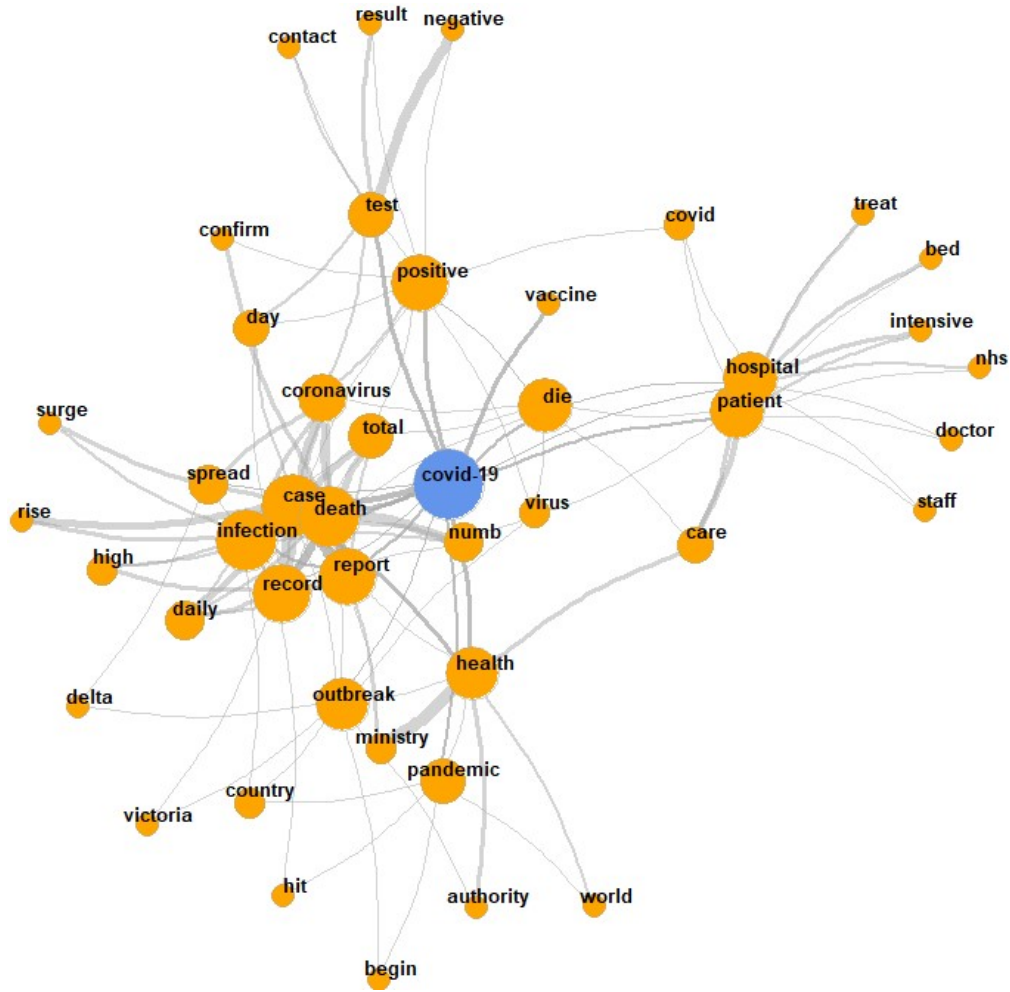 result
negative
contact
test
treat
covid
confirm
bed
positive
vaccine
day
intensive
hospital
nhs
coronavirus
die
patient
surge
total
doctor
spread
covid-19
case
staff
rise
death
infection
numb
virus
care
high
record
report
daily
health
delta
outbreak
ministry
pandemic
country
victoria
hit
authority
world
begin